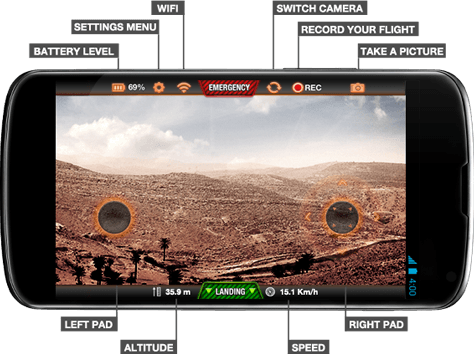 WIFI
SWITCH CAMERA
SETTINGS MENU
RECORD YOUR FLIGHT
BATTERY LEVEL
TAKE A PICTURE
69%
EMERGENCY
REC
4:00
35.9 m
LANDING
15.1 Km/h
LEFT PAD
RIGHT PAD
ALTITUDE
SPEED